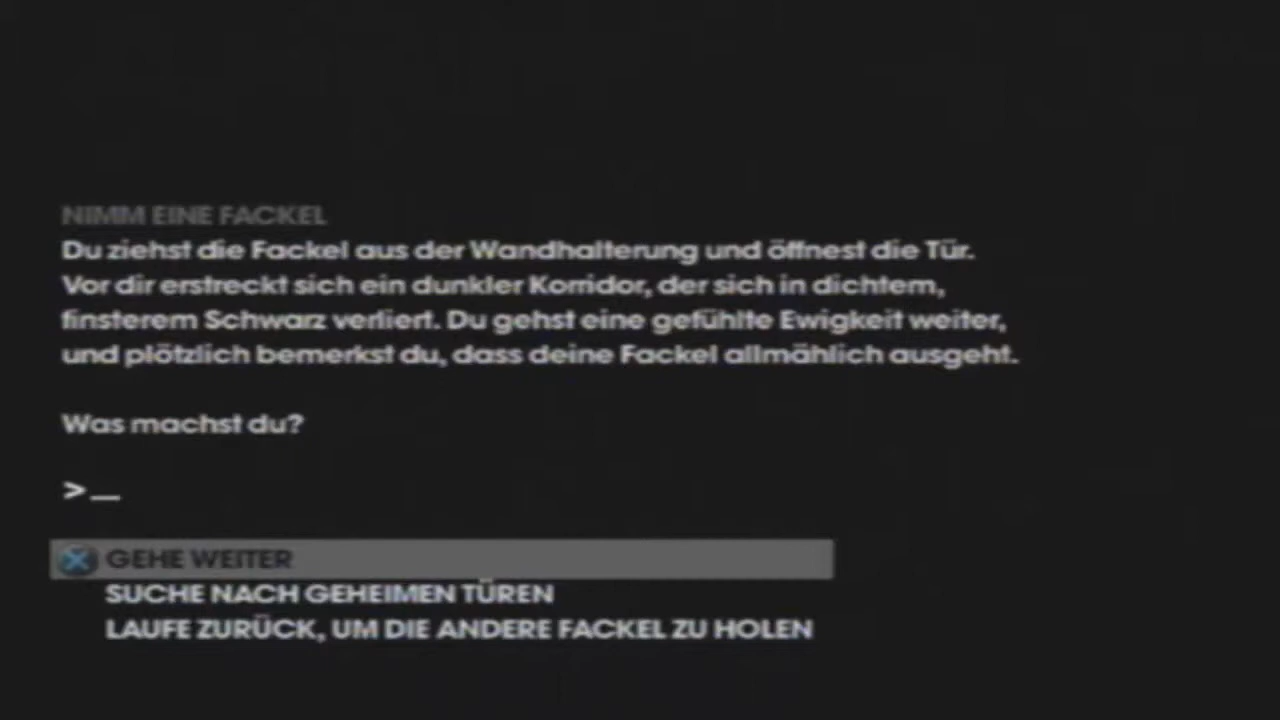 NIMM EINE FACKEL
Du ziehst die Fackel aus der Wandhalterung und öffnest die Tür.
Vor dir erstreckt sich ein dunkler Korridor, der sich in dichtem,
finsterem Schwarz verliert. Du gehst eine gefühlte Ewigkeit weiter,
und plötzlich bemerkst du, dass deine Fackel allmählich ausgeht.
Was machst du?
>_
GEHE WEITER
SUCHE NACH GEHEIMEN TÜREN
LAUFE ZURÜCK, UM DIE ANDERE FACKEL ZU HOLEN